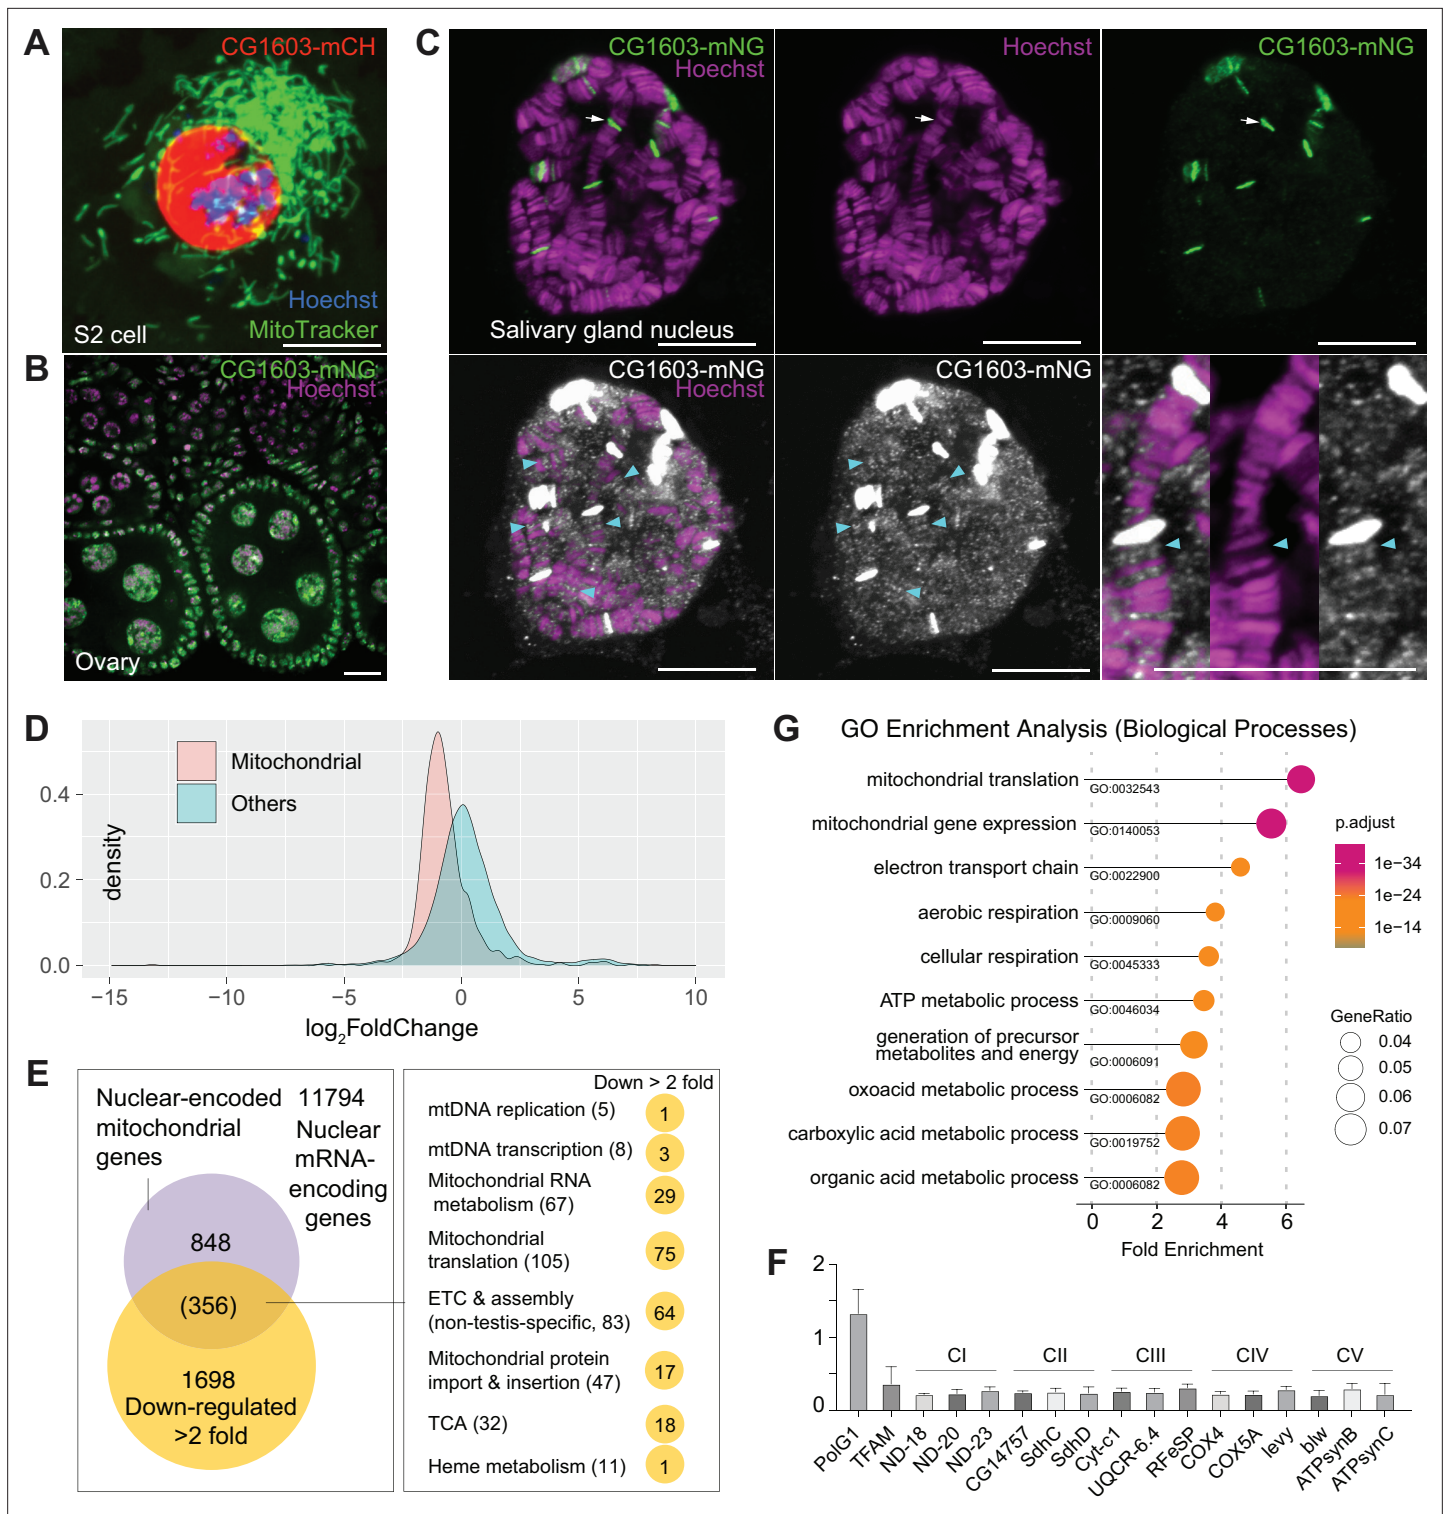 A
CG1603-mCH
Hoechst
MitoTracker
S2 cell
B
CG1603-mNG
Hoechst
Ovary
C
CG1603-mNG
Hoechst
Salivary gland nucleus
Hoechst
CG1603-mNG
CG1603-mNG
Hoechst
CG1603-mNG
D
Mitochondrial
Others
density
0.4
0.2
0.0
−15
−10
−5
0
5
10
log2FoldChange
E
Nuclear-encoded
mitochondrial
genes
11794
Nuclear
mRNA-
encoding
genes
848
(356)
1698
Down-regulated
>2 fold
Down > 2 fold
mtDNA replication (5)
1
mtDNA transcription (8)
3
Mitochondrial RNA
metabolism (67)
29
Mitochondrial
translation (105)
75
ETC & assembly
(non-testis-specific, 83)
64
Mitochondrial protein
import & insertion (47)
17
TCA (32)
18
Heme metabolism (11)
1
G
GO Enrichment Analysis (Biological Processes)
mitochondrial translation
GO:0032543
mitochondrial gene expression
GO:0140053
electron transport chain
GO:0022900
aerobic respiration
GO:0009060
cellular respiration
GO:0045333
ATP metabolic process
GO:0046034
generation of precursor
metabolites and energy
GO:0006091
oxoacid metabolic process
GO:0006082
carboxylic acid metabolic process
GO:0019752
organic acid metabolic process
GO:0006082
0
2
4
6
Fold Enrichment
p.adjust
1e−34
1e−24
1e−14
GeneRatio
0.04
0.05
0.06
0.07
F
2
1
0
CI
CII
CIII
CIV
CV
PolG1
TFAM
ND-18
ND-20
ND-23
CG14757
SdhC
SdhD
Cyt-c1
UQCR-6.4
RFeSP
COX4
COX5A
levy
blw
ATPsynB
ATPsynC